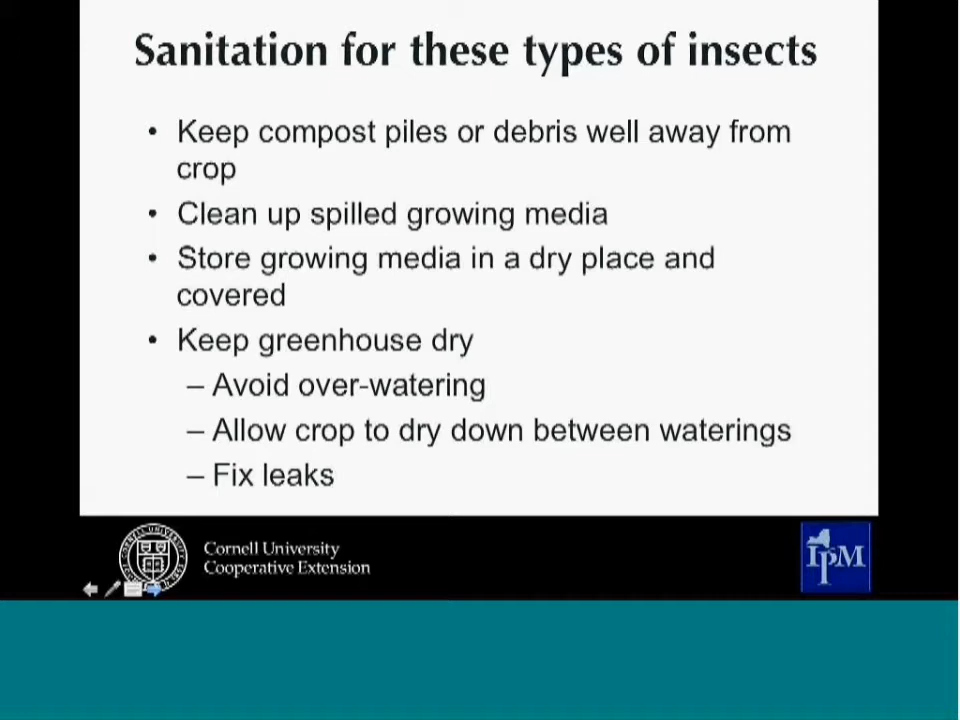 Sanitation for these types of insects
• Keep compost piles or debris well away from
crop
• Clean up spilled growing media
• Store growing media in a dry place and
covered
• Keep greenhouse dry
– Avoid over-watering
– Allow crop to dry down between waterings
– Fix leaks
Cornell University
Cooperative Extension
IPM